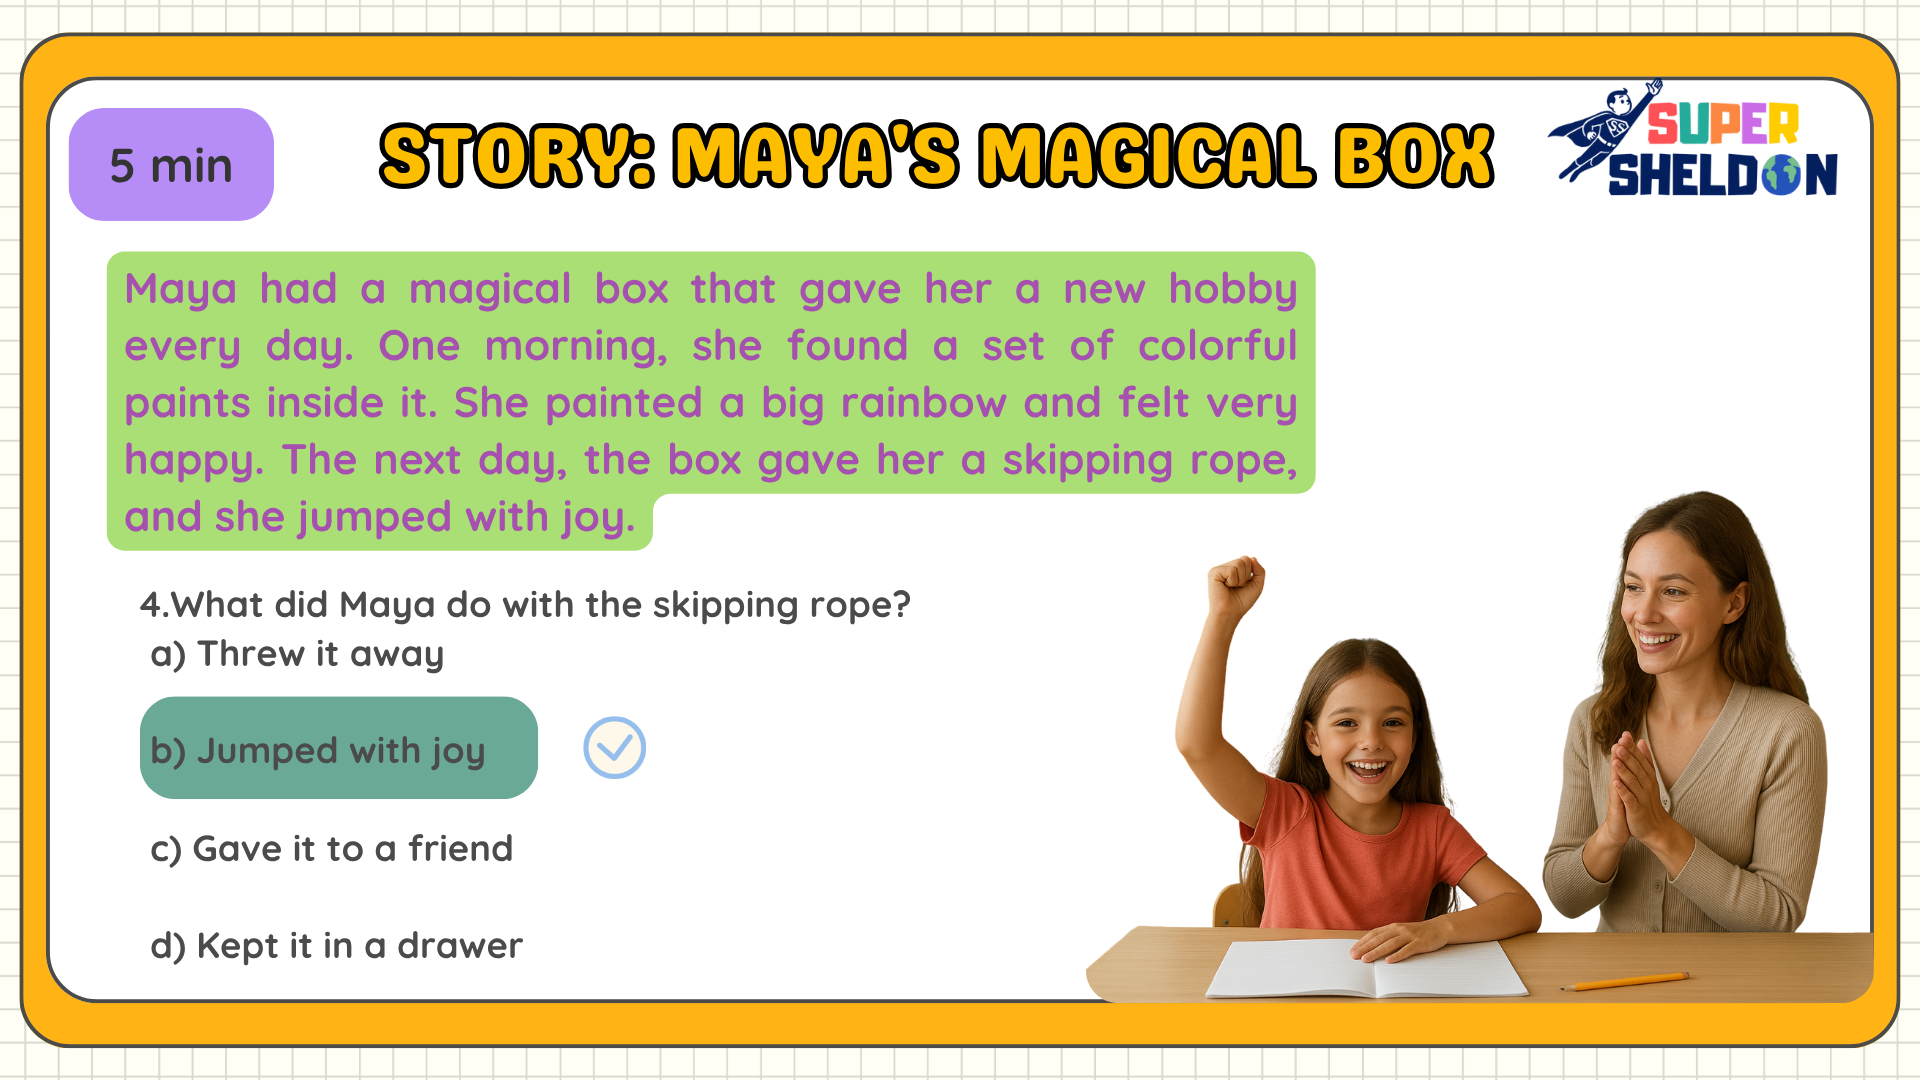 5 min
STORY: MAYA'S MAGICAL BOX
SUPER
SHELDON
Maya had a magical box that gave her a new hobby
every day. One morning, she found a set of colorful
paints inside it. She painted a big rainbow and felt very
happy. The next day, the box gave her a skipping rope,
and she jumped with joy.
4.What did Maya do with the skipping rope?
a) Threw it away
b) Jumped with joy
c) Gave it to a friend
d) Kept it in a drawer